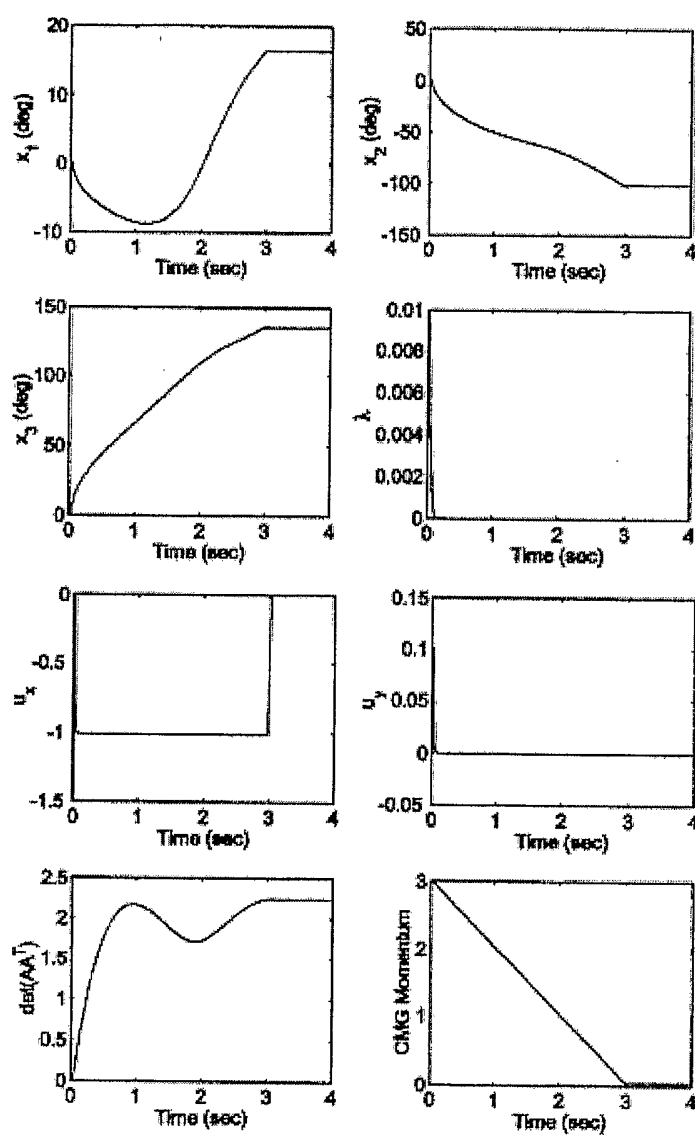 20
10
0
-10
x1 (deg)
0 1 2 3 4
Time (sec)
50
0
-50
-100
-150
x2 (deg)
0 1 2 3 4
Time (sec)
150
100
50
0
x3 (deg)
0 1 2 3 4
Time (sec)
0.01
0.008
0.006
0.004
0.002
0
λ
0 1 2 3 4
Time (sec)
0
-0.5
-1
-1.5
ux
0 1 2 3 4
Time (sec)
0.15
0.1
0.05
0
-0.05
uy
0 1 2 3 4
Time (sec)
2.5
2
1.5
1
0.5
0
det(AAT)
0 1 2 3 4
Time (sec)
3
2
1
0
CMG Momentum
0 1 2 3 4
Time (sec)